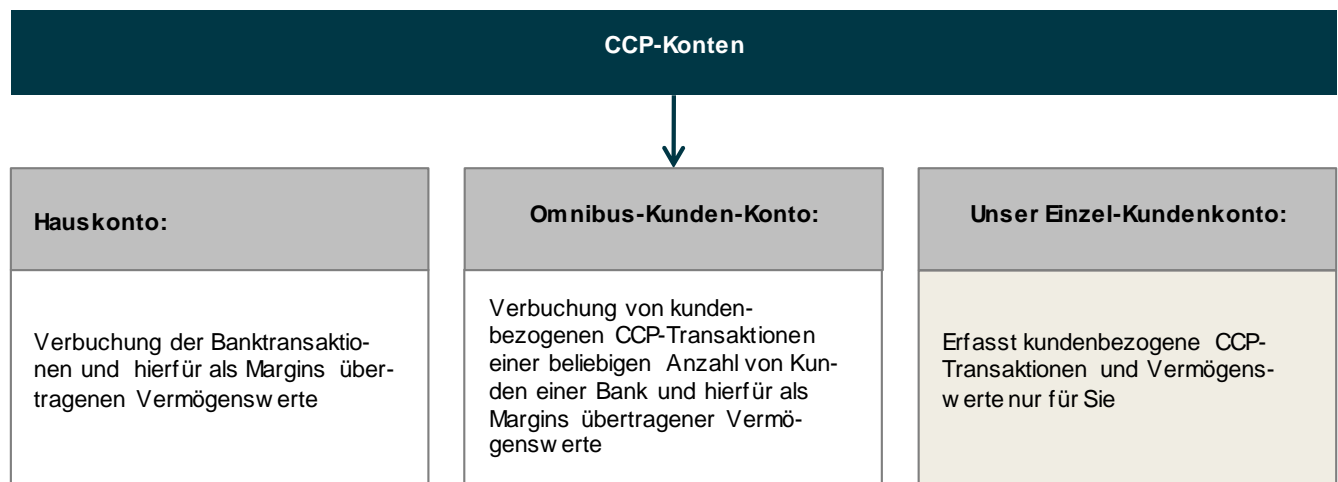 CCP-Konten
Hauskonto:
Verbuchung der Banktransaktio-
nen und hierfür als Margins über-
tragenen Vermögenswerte
Omnibus-Kunden-Konto:
Verbuchung von kunden-
bezogenen CCP-Transaktionen
einer beliebigen Anzahl von Kun-
den einer Bank und hierfür als
Margins übertragener Vermö-
genswerte
Unser Einzel-Kundenkonto:
Erfasst kundenbezogene CCP-
Transaktionen und Vermögens-
werte nur für Sie